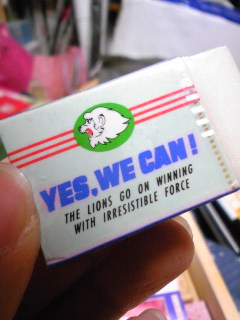 YES, WE CAN!
THE LIONS GO ON WINNING
WITH IRRESISTIBLE FORCE